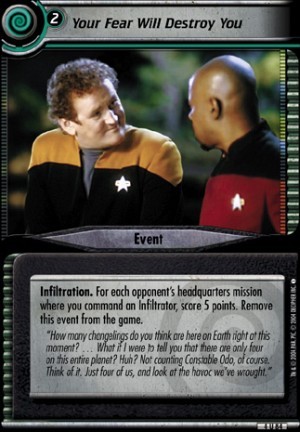 2 Your Fear Will Destroy You
Event
Infiltration. For each opponent's headquarters mission
where you command an Infiltrator, score 5 points. Remove
this event from the game.
"How many changelings do you think are here on Earth right at this
moment? . . . What if I were to tell you that there are only four
on this entire planet? Huh? Not counting Constable Odo, of course.
Think of it. Just four of us, and look at the havoc we've wrought."